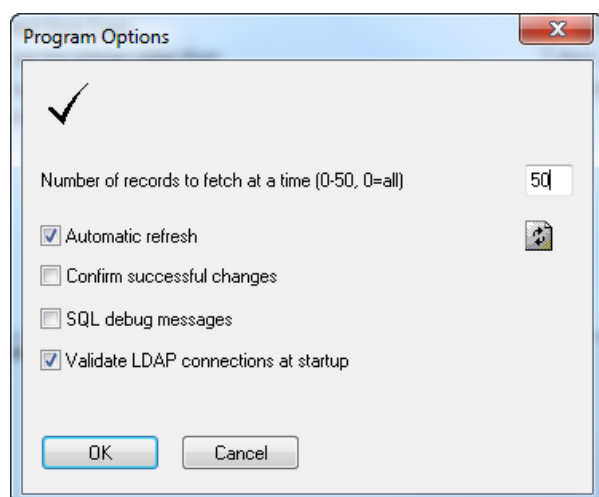 Program Options
Number of records to fetch at a time (0-50, 0=all) 50
Automatic refresh
Confirm successful changes
SQL debug messages
Validate LDAP connections at startup
OK Cancel